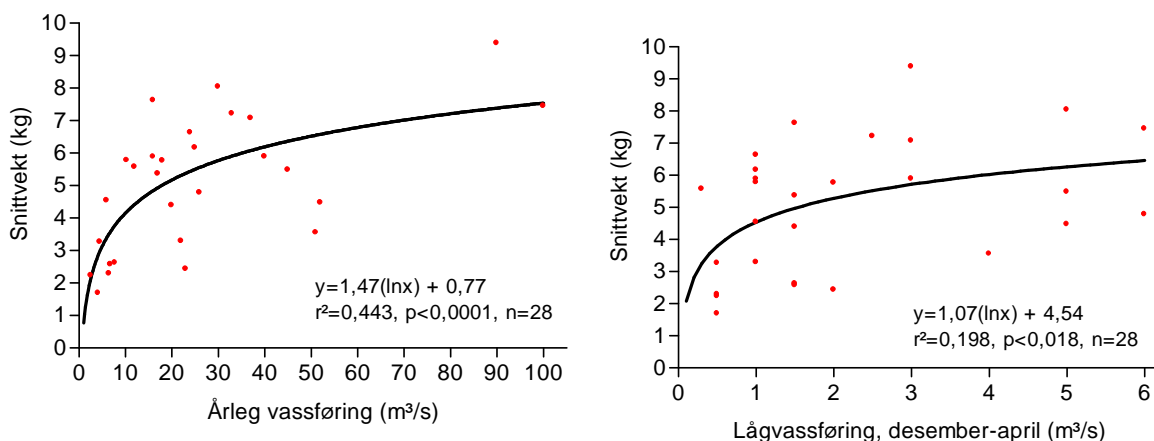 10
9
8
7
6
5
4
3
2
1
0
Snittvekt (kg)
y=1,47(lnx) + 0,77
r²=0,443, p<0,0001, n=28
0 10 20 30 40 50 60 70 80 90 100
Årleg vassføring (m³/s)
10
9
8
7
6
5
4
3
2
1
0
Snittvekt (kg)
y=1,07(lnx) + 4,54
r²=0,198, p<0,018, n=28
0 1 2 3 4 5 6
Lågvassføring, desember-april (m³/s)